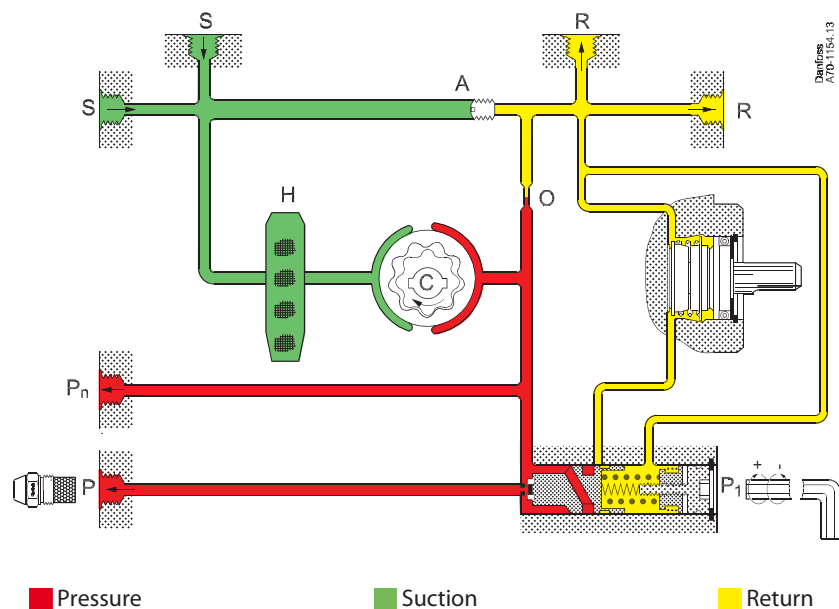 S
R
Danfoss
A70-1154.13
A
S
R
H
O
C
Pn
P
P1
+ -
Pressure
Suction
Return